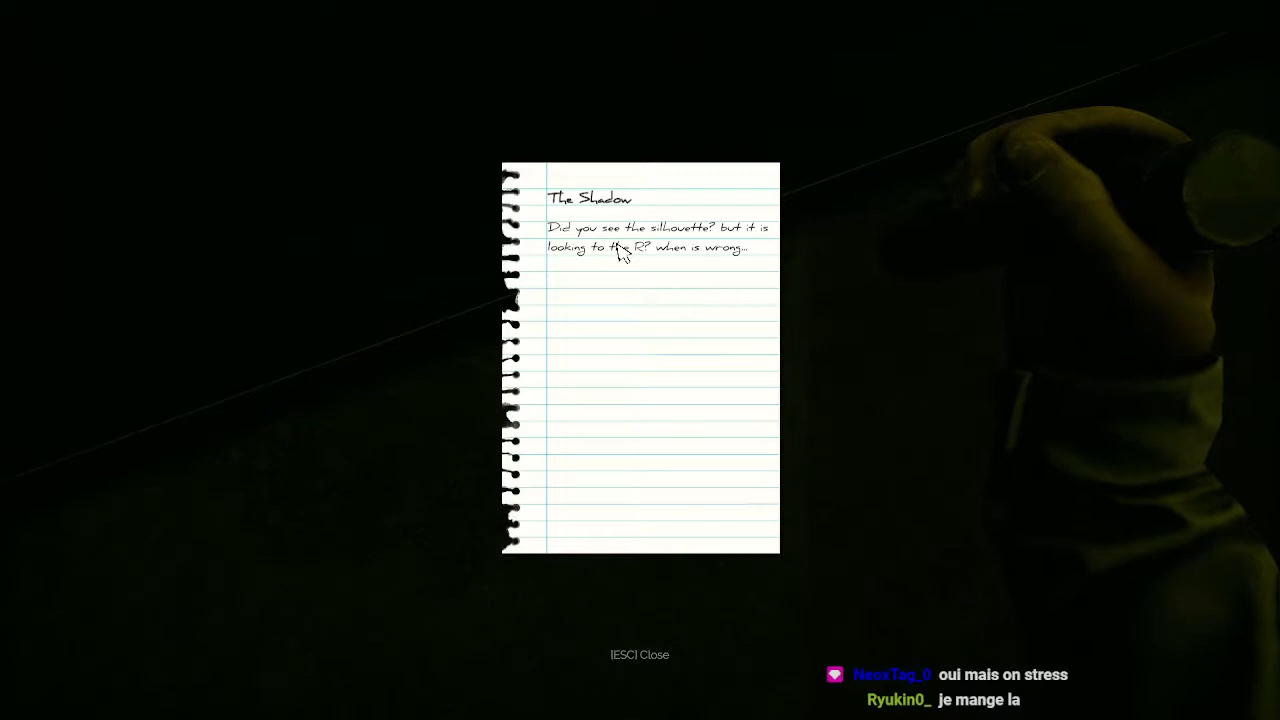 The Shadow
Did you see the silhouette? but it is
looking to the R? when is wrong...
[ESC] Close
NeoxTag_0 oui mais on stress
Ryukin0_ je mange la